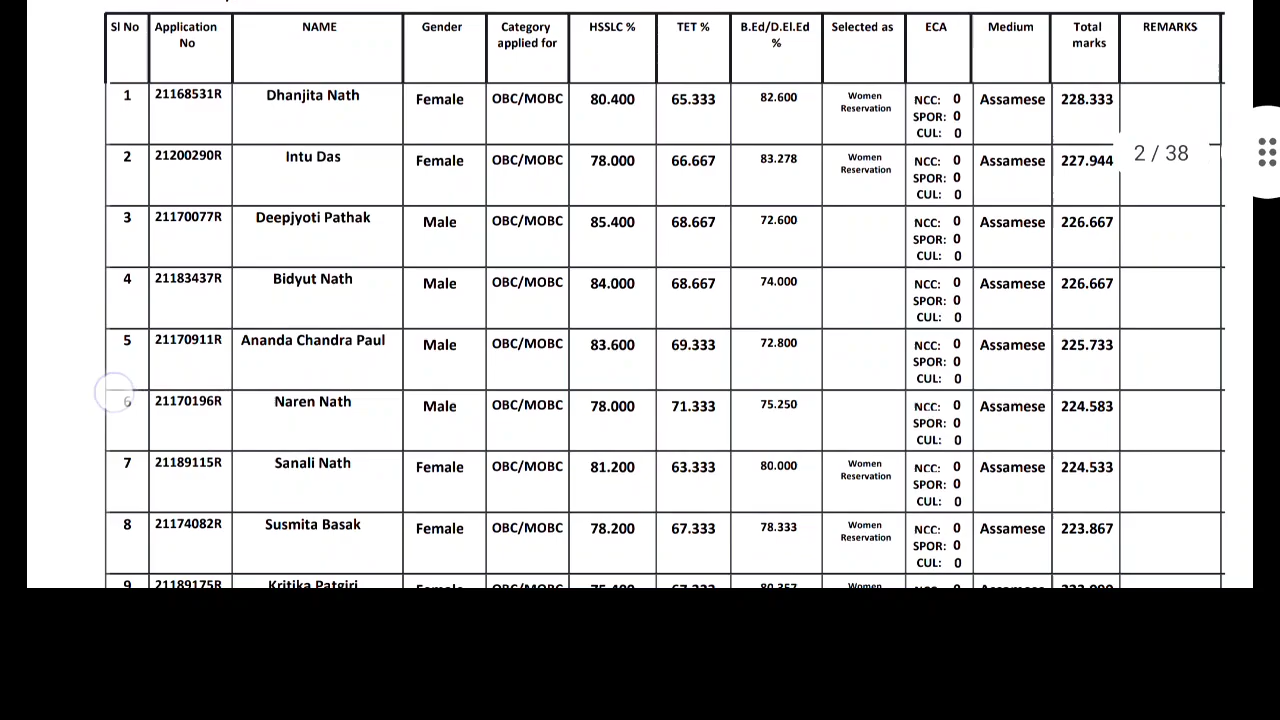 Sl No Application No NAME Gender Category applied for HSSLC % TET % B.Ed/D.El.Ed % Selected as ECA Medium Total marks REMARKS
1 21168531R Dhanjita Nath Female OBC/MOBC 80.400 65.333 82.600 Women Reservation NCC: 0 SPOR: 0 CUL: 0 Assamese 228.333
2 21200290R Intu Das Female OBC/MOBC 78.000 66.667 83.278 Women Reservation NCC: 0 SPOR: 0 CUL: 0 Assamese 227.944
2 / 38
3 21170077R Deepjyoti Pathak Male OBC/MOBC 85.400 68.667 72.600 NCC: 0 SPOR: 0 CUL: 0 Assamese 226.667
4 21183437R Bidyut Nath Male OBC/MOBC 84.000 68.667 74.000 NCC: 0 SPOR: 0 CUL: 0 Assamese 226.667
5 21170911R Ananda Chandra Paul Male OBC/MOBC 83.600 69.333 72.800 NCC: 0 SPOR: 0 CUL: 0 Assamese 225.733
6 21170196R Naren Nath Male OBC/MOBC 78.000 71.333 75.250 NCC: 0 SPOR: 0 CUL: 0 Assamese 224.583
7 21189115R Sanali Nath Female OBC/MOBC 81.200 63.333 80.000 Women Reservation NCC: 0 SPOR: 0 CUL: 0 Assamese 224.533
8 21174082R Susmita Basak Female OBC/MOBC 78.200 67.333 78.333 Women Reservation NCC: 0 SPOR: 0 CUL: 0 Assamese 223.867
9 21189175R Kritika Patgiri Female OBC/MOBC Women